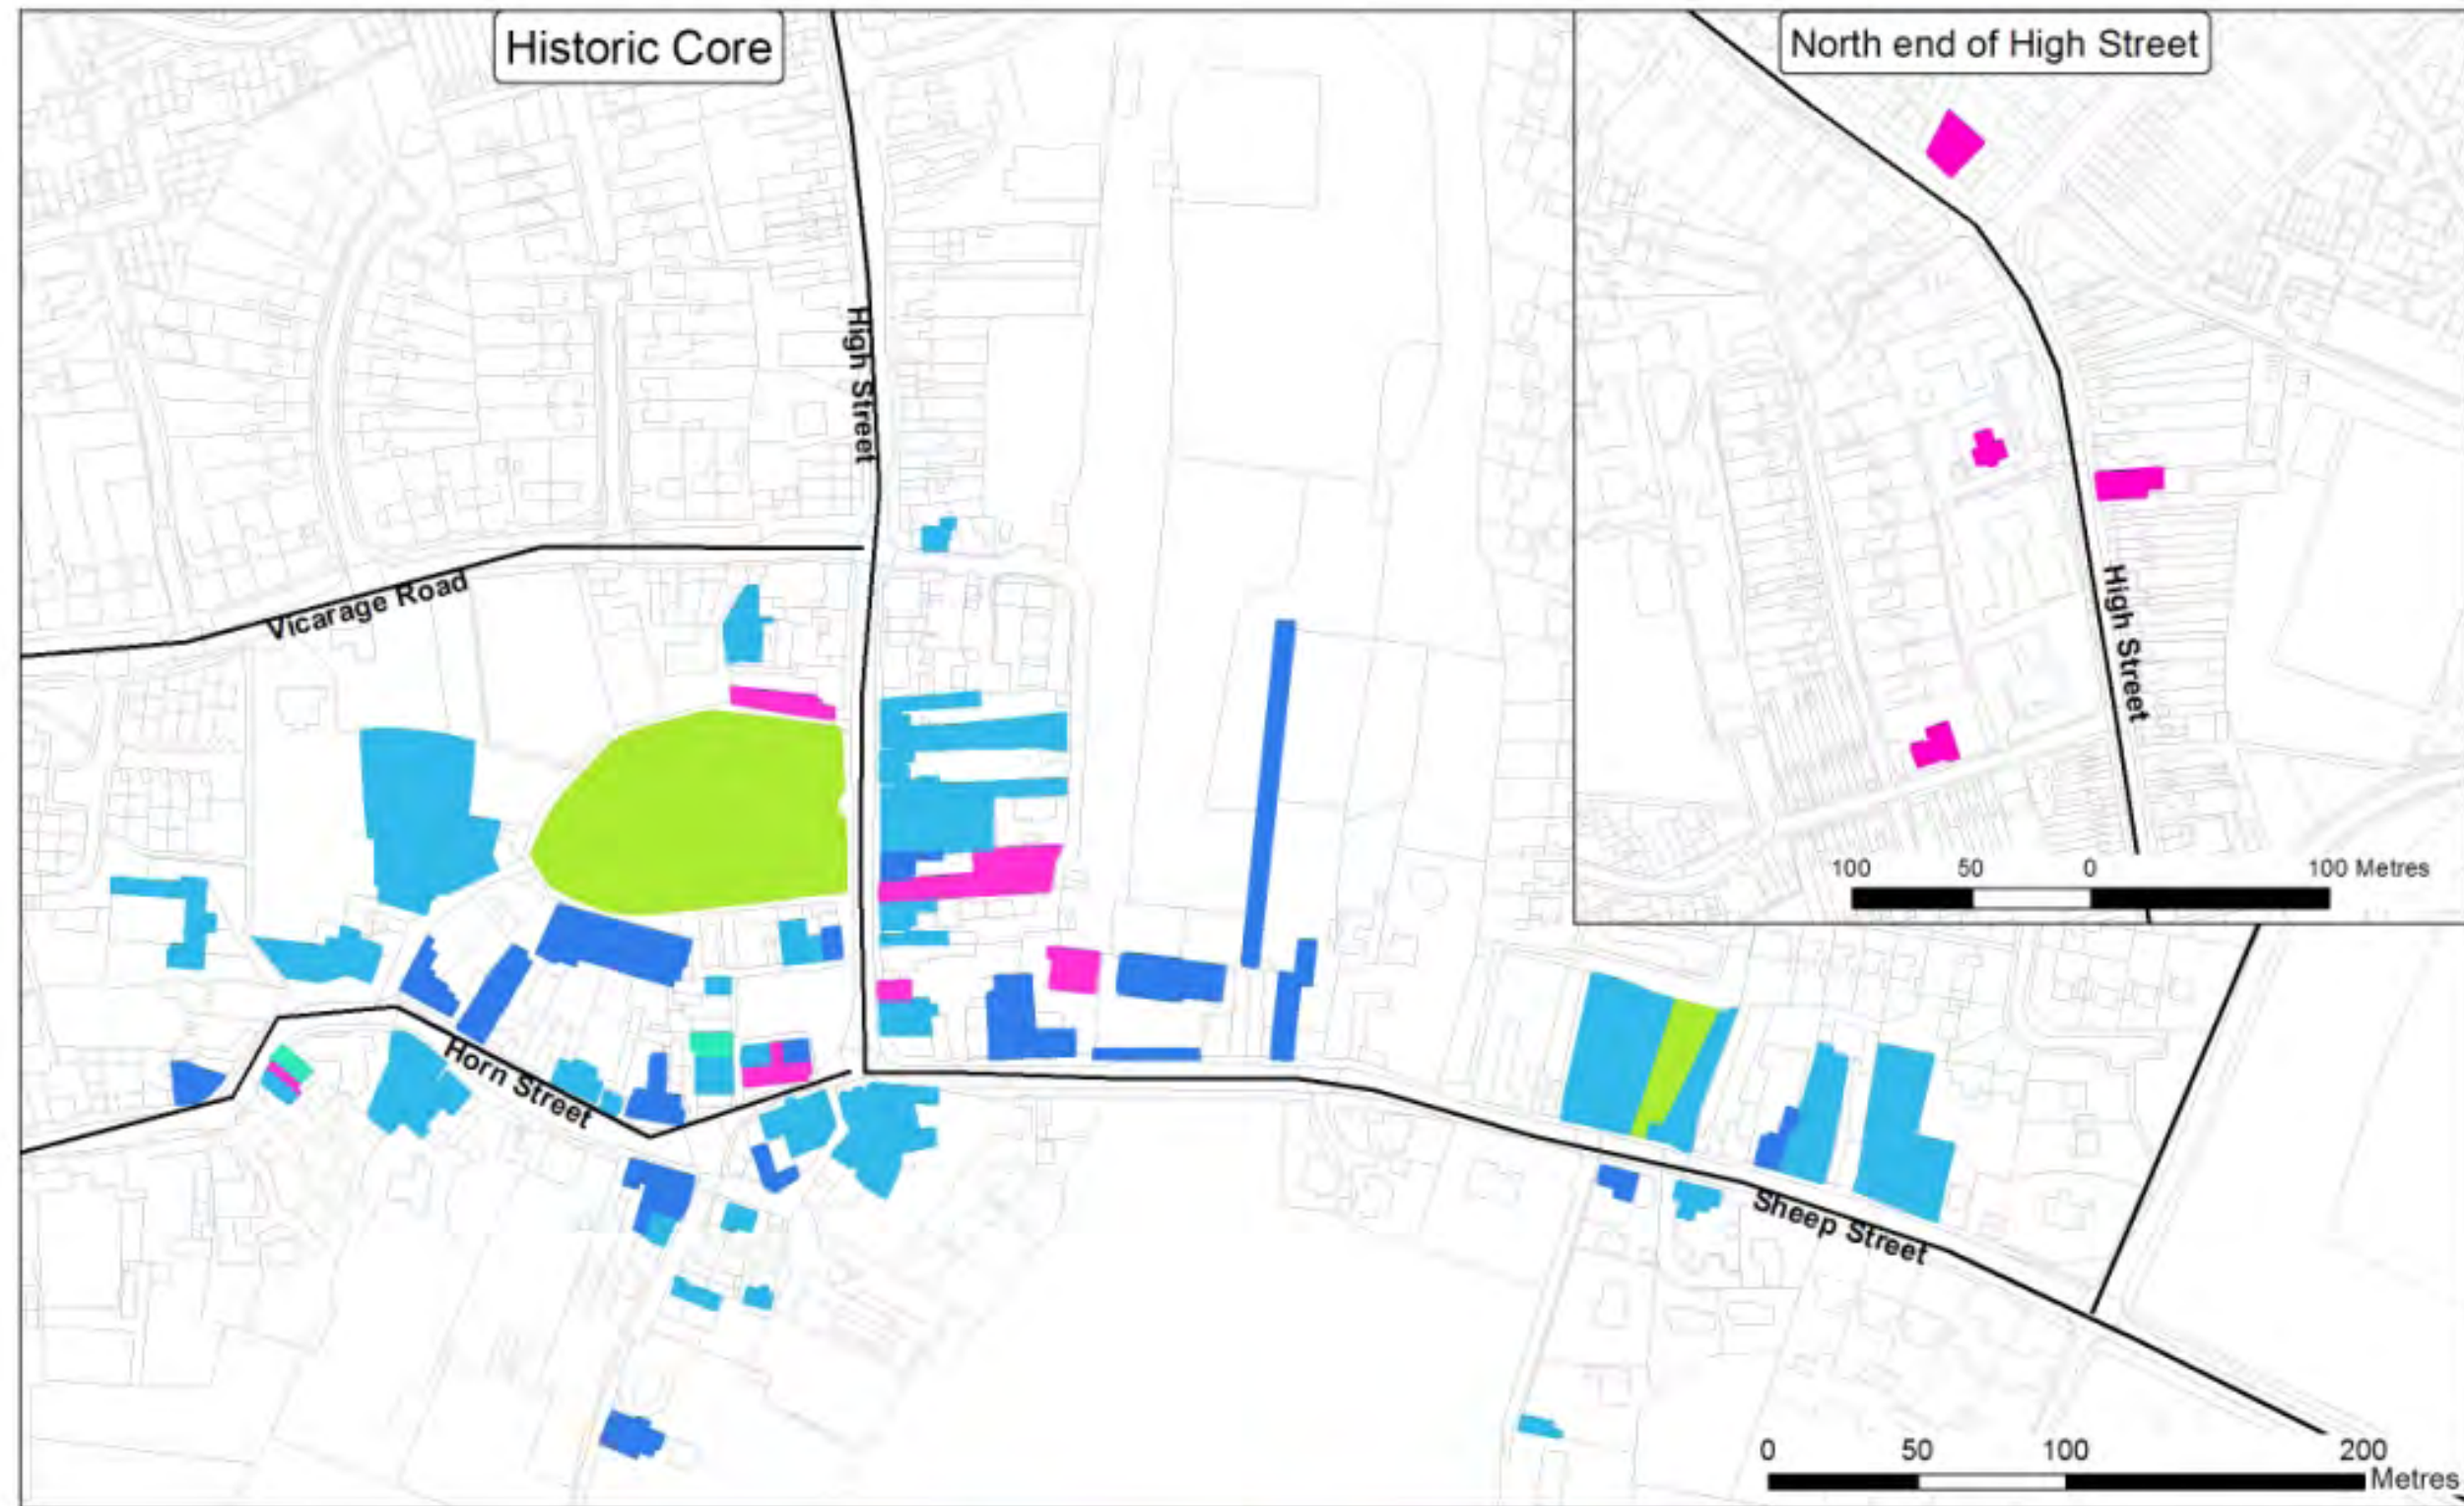 Historic Core
North end of High Street
High Street
Vicarage Road
High Street
100 50 0 100 Metres
Horn Street
Sheep Street
0 50 100 200
Metres